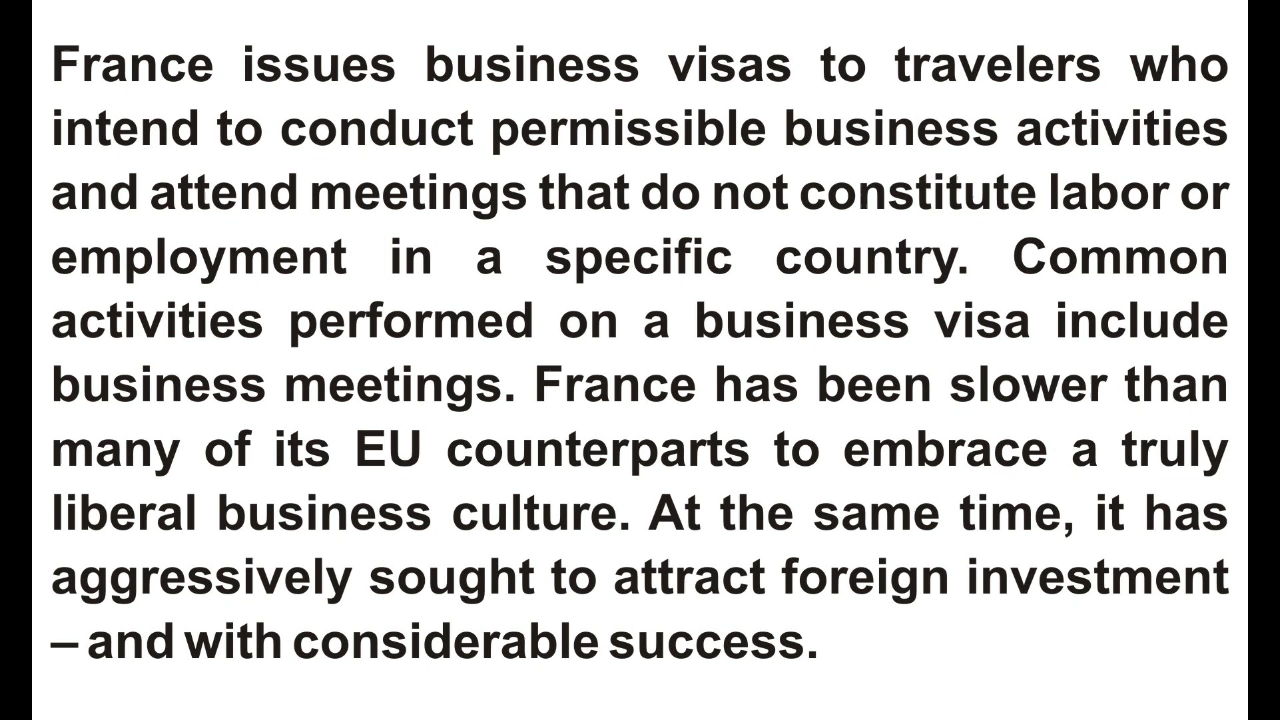 France issues business visas to travelers who
intend to conduct permissible business activities
and attend meetings that do not constitute labor or
employment in a specific country. Common
activities performed on a business visa include
business meetings. France has been slower than
many of its EU counterparts to embrace a truly
liberal business culture. At the same time, it has
aggressively sought to attract foreign investment
– and with considerable success.